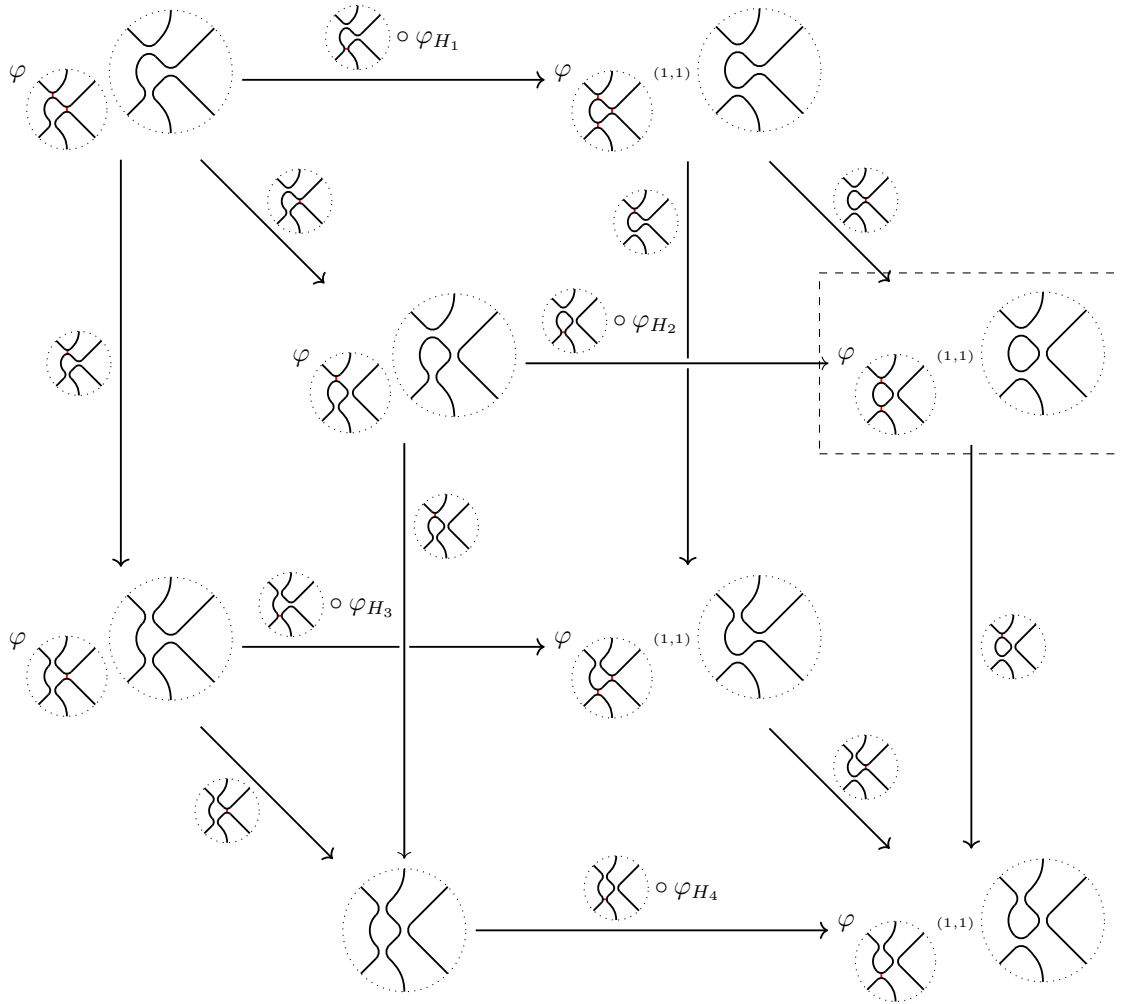 ∘ φ_{H_1}
φ
φ (1,1)
∘ φ_{H_2}
φ
φ (1,1)
∘ φ_{H_3}
φ
φ (1,1)
∘ φ_{H_4}
φ (1,1)